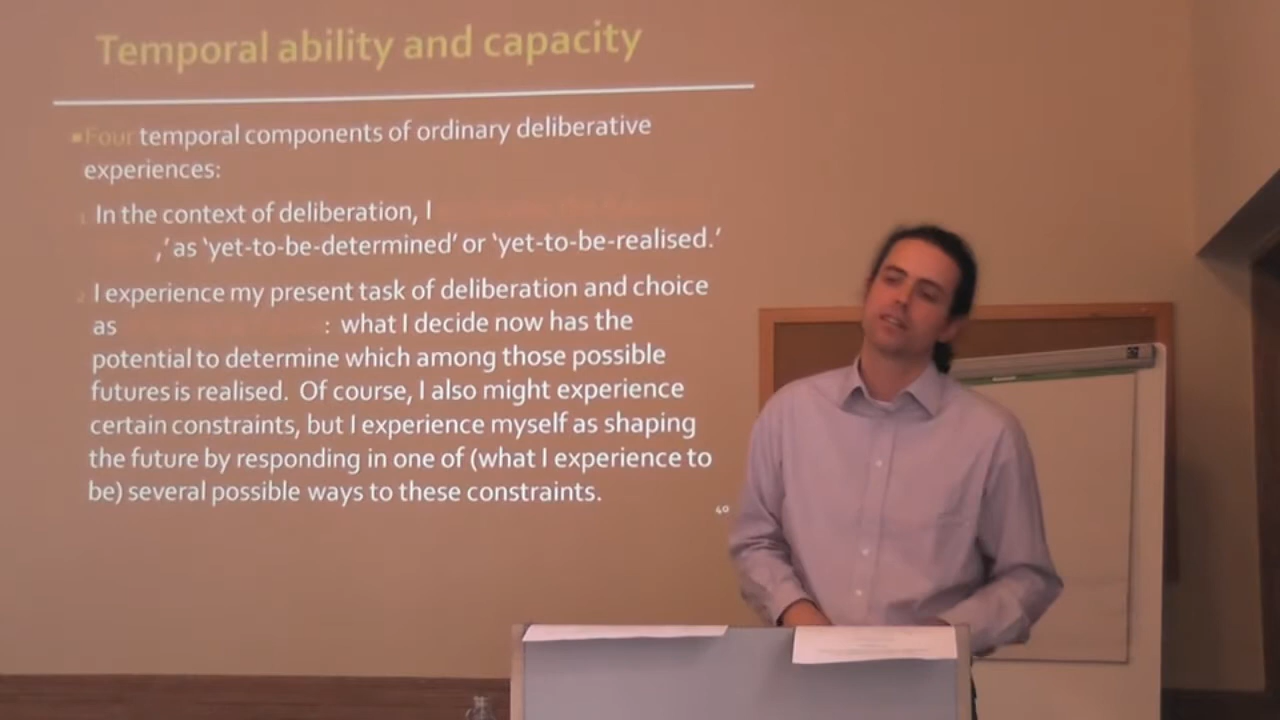 Temporal ability and capacity
▪Four temporal components of ordinary deliberative
experiences:
1 In the context of deliberation, I
,' as 'yet-to-be-determined' or 'yet-to-be-realised.'
2 I experience my present task of deliberation and choice
as : what I decide now has the
potential to determine which among those possible
futures is realised. Of course, I also might experience
certain constraints, but I experience myself as shaping
the future by responding in one of (what I experience to
be) several possible ways to these constraints.
40